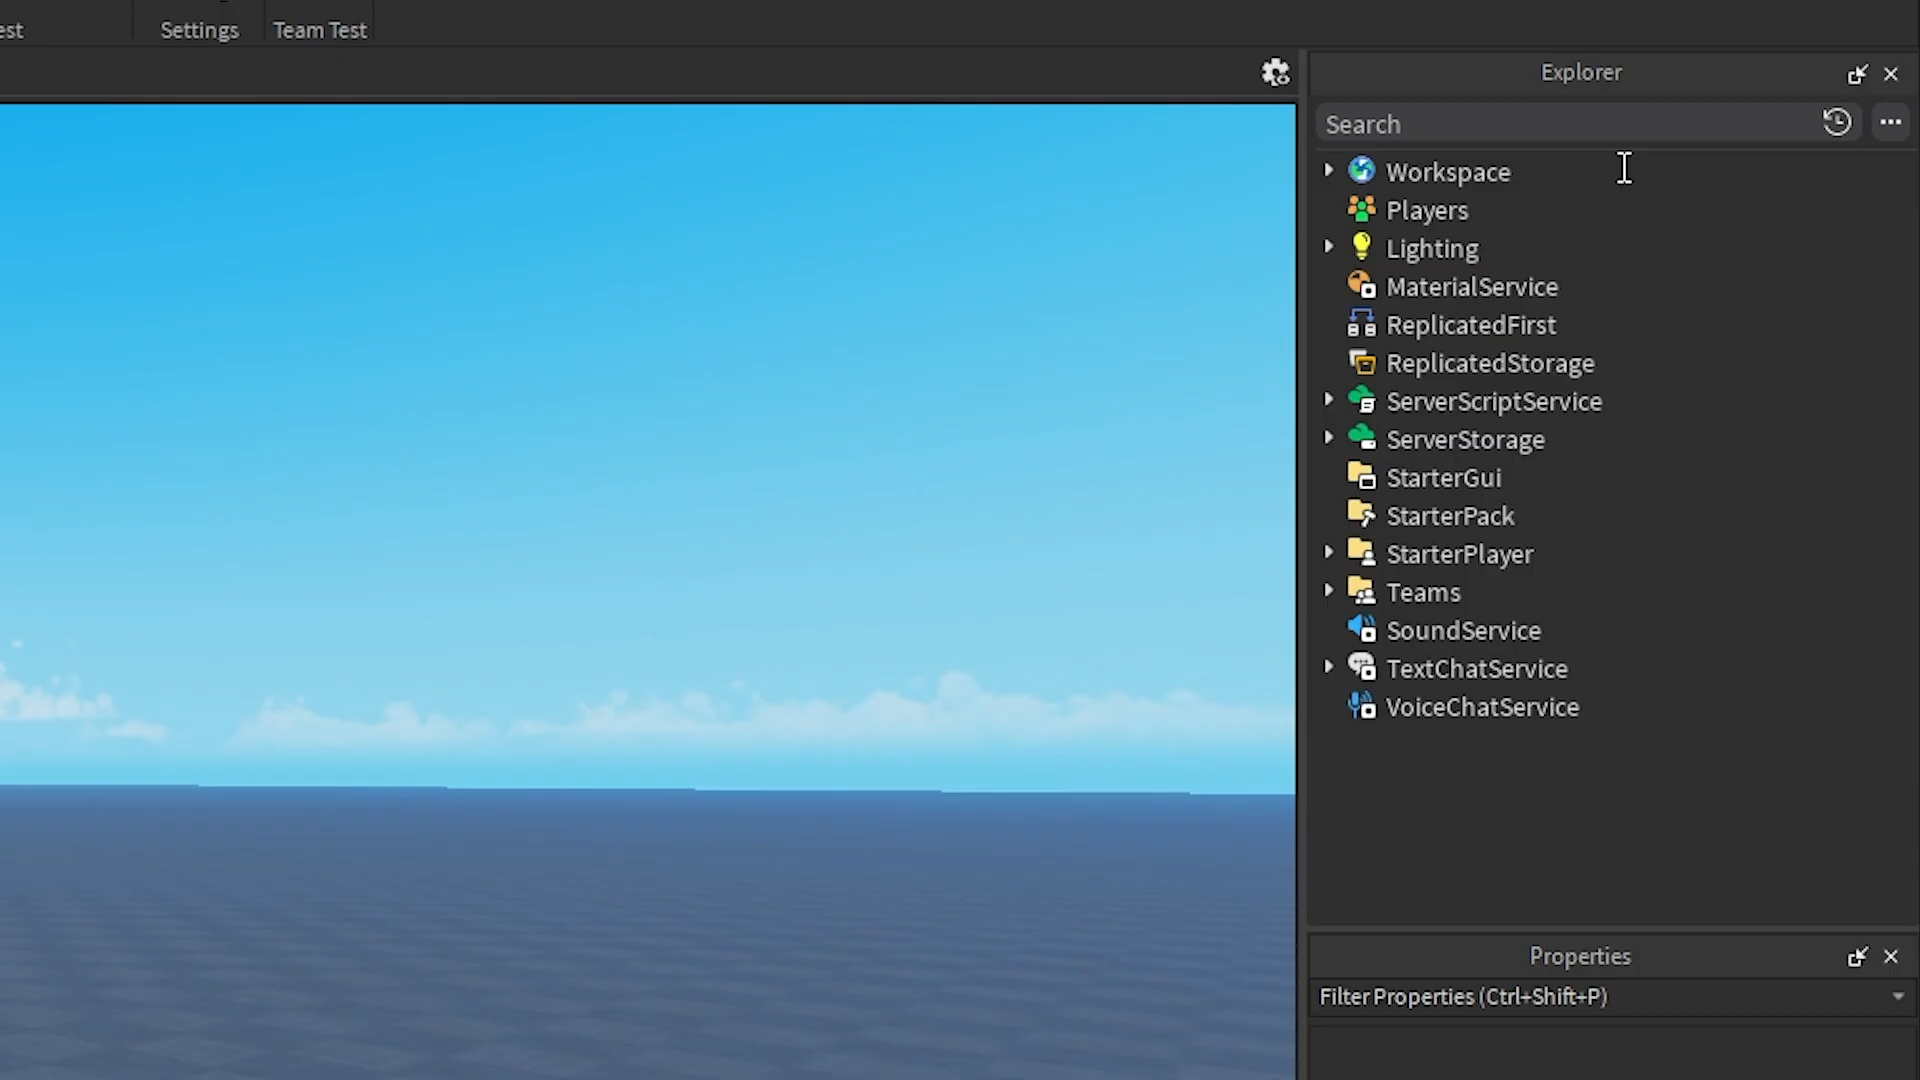 est
Settings
Team Test
Explorer
Search
Workspace
Players
Lighting
MaterialService
ReplicatedFirst
ReplicatedStorage
ServerScriptService
ServerStorage
StarterGui
StarterPack
StarterPlayer
Teams
SoundService
TextChatService
VoiceChatService
Properties
Filter Properties (Ctrl+Shift+P)